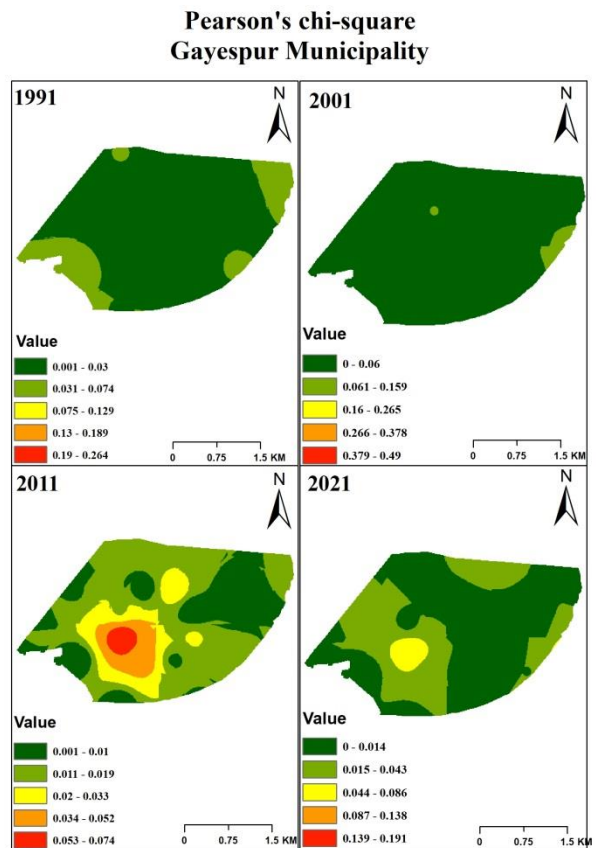 Pearson's chi-square
Gayespur Municipality
1991
N
Value
0.001 - 0.03
0.031 - 0.074
0.075 - 0.129
0.13 - 0.189
0.19 - 0.264
0 0.75 1.5 KM
2001
N
Value
0 - 0.06
0.061 - 0.159
0.16 - 0.265
0.266 - 0.378
0.379 - 0.49
0 0.75 1.5 KM
2011
N
Value
0.001 - 0.01
0.011 - 0.019
0.02 - 0.033
0.034 - 0.052
0.053 - 0.074
0 0.75 1.5 KM
2021
N
Value
0 - 0.014
0.015 - 0.043
0.044 - 0.086
0.087 - 0.138
0.139 - 0.191
0 0.75 1.5 KM